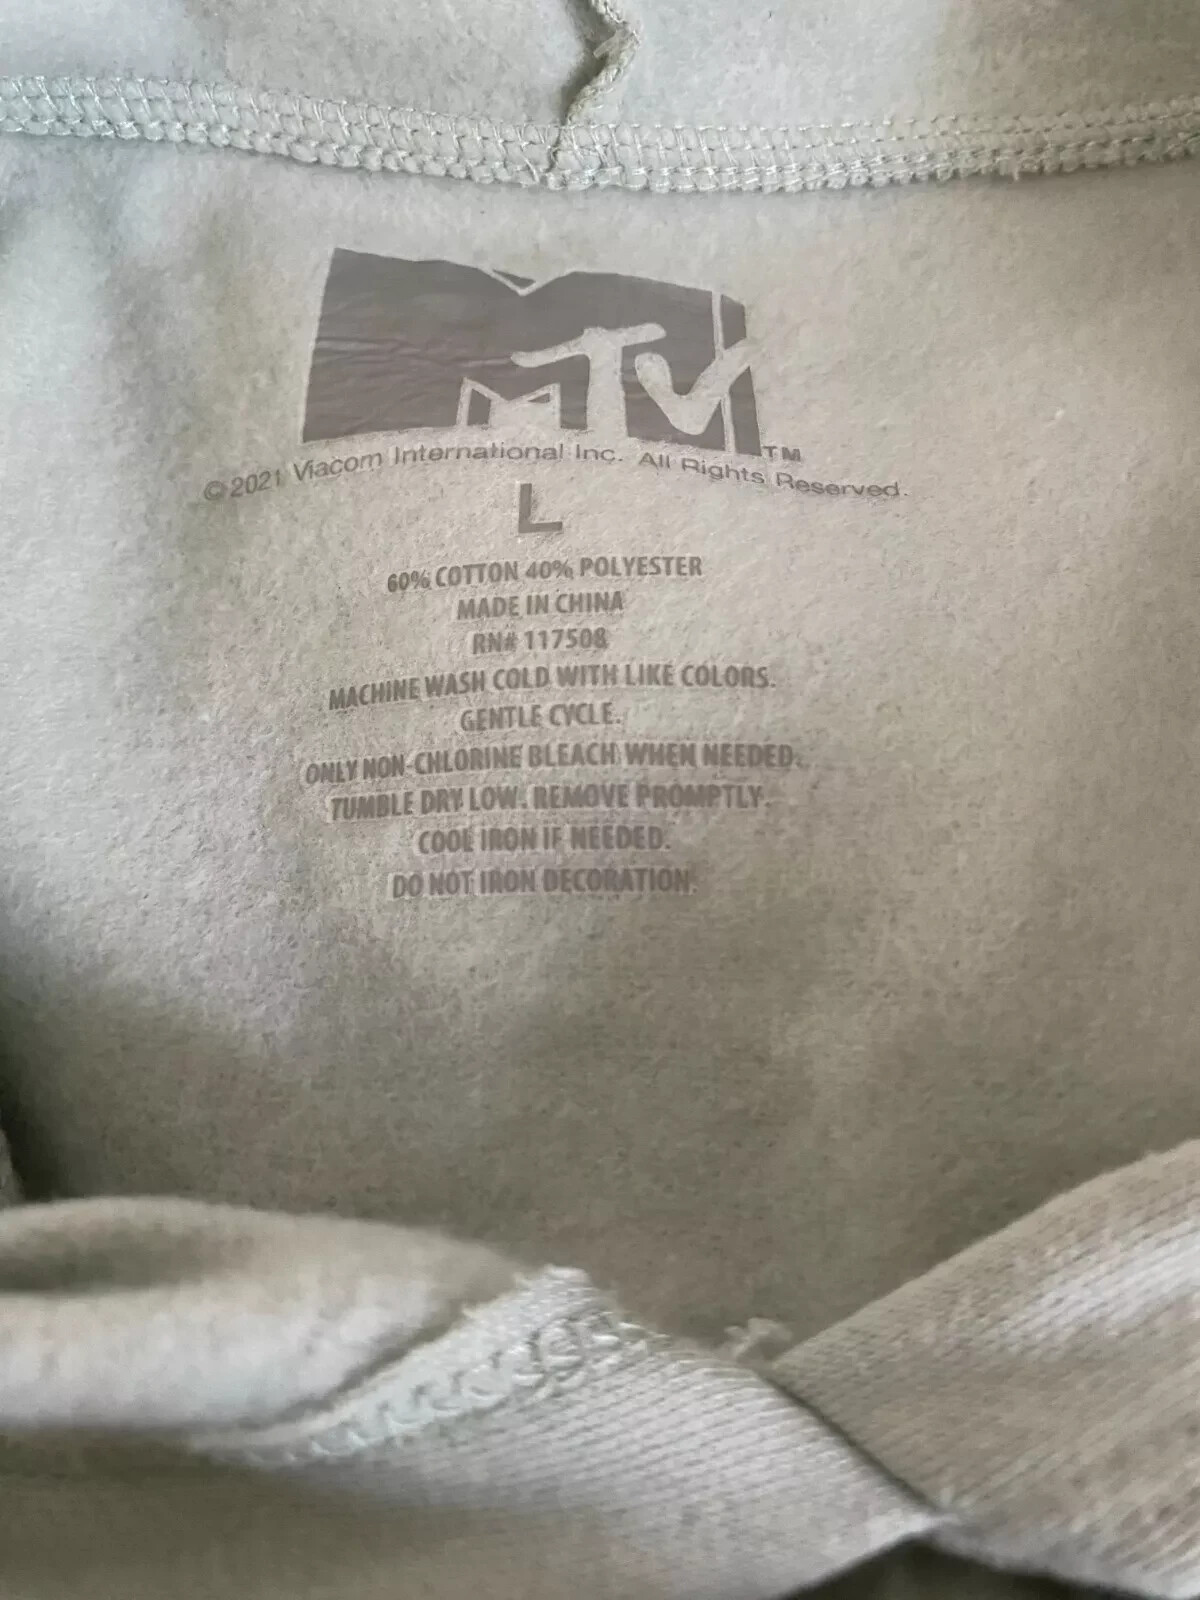 MTV
TM
©2021 Viacom International Inc. All Rights Reserved.
L
60% COTTON 40% POLYESTER
MADE IN CHINA
RN# 117508
MACHINE WASH COLD WITH LIKE COLORS.
GENTLE CYCLE.
ONLY NON-CHLORINE BLEACH WHEN NEEDED.
TUMBLE DRY LOW. REMOVE PROMPTLY.
COOL IRON IF NEEDED.
DO NOT IRON DECORATION.